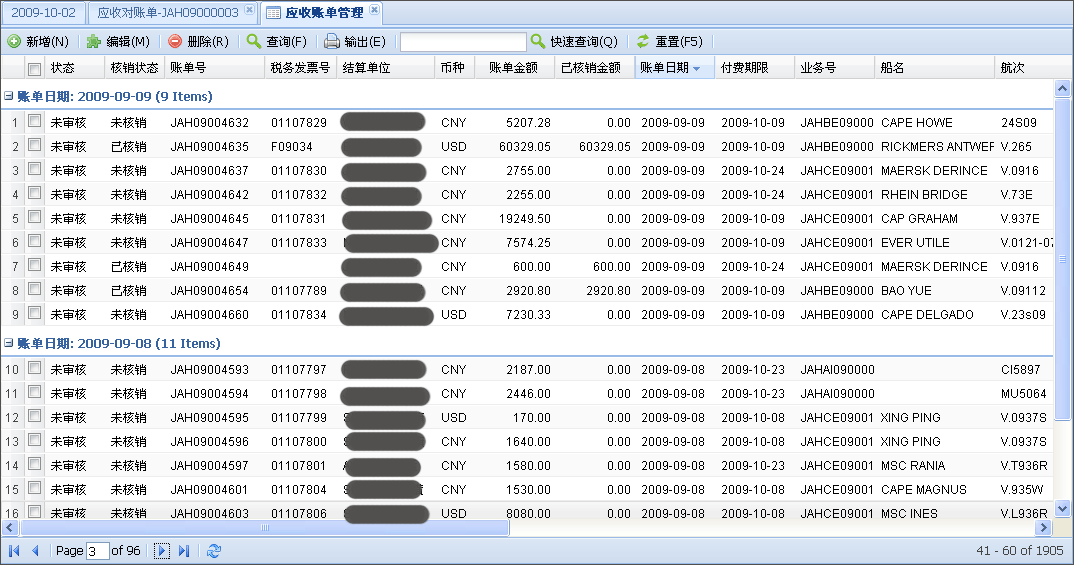 2009-10-02 应收对账单-JAH09000003 应收账单管理
新增(N) 编辑(M) 删除(R) 查询(F) 输出(E) 快速查询(Q) 重置(F5)
状态 核销状态 账单号 税务发票号 结算单位 币种 账单金额 已核销金额 账单日期 付费期限 业务号 船名 航次
账单日期: 2009-09-09 (9 Items)
1 未审核 未核销 JAH09004632 01107829 CNY 5207.28 0.00 2009-09-09 2009-10-09 JAHBE09000 CAPE HOWE 24S09
2 未审核 已核销 JAH09004635 F09034 USD 60329.05 60329.05 2009-09-09 2009-10-09 JAHBE09000 RICKMERS ANTWER V.265
3 未审核 未核销 JAH09004637 01107830 CNY 2755.00 0.00 2009-09-09 2009-10-24 JAHCE09001 MAERSK DERINCE V.0916
4 未审核 未核销 JAH09004642 01107832 CNY 2255.00 0.00 2009-09-09 2009-10-24 JAHCE09001 RHEIN BRIDGE V.73E
5 未审核 未核销 JAH09004645 01107831 CNY 19249.50 0.00 2009-09-09 2009-10-09 JAHCE09001 CAP GRAHAM V.937E
6 未审核 未核销 JAH09004647 01107833 CNY 7574.25 0.00 2009-09-09 2009-10-09 JAHCE09001 EVER UTILE V.0121-07
7 未审核 已核销 JAH09004649 CNY 600.00 600.00 2009-09-09 2009-10-24 JAHCE09001 MAERSK DERINCE V.0916
8 未审核 已核销 JAH09004654 01107789 CNY 2920.80 2920.80 2009-09-09 2009-10-09 JAHBE09000 BAO YUE V.09112
9 未审核 未核销 JAH09004660 01107834 USD 7230.33 0.00 2009-09-09 2009-10-09 JAHBE09000 CAPE DELGADO V.23s09
账单日期: 2009-09-08 (11 Items)
10 未审核 未核销 JAH09004593 01107797 CNY 2187.00 0.00 2009-09-08 2009-10-23 JAHAI090000 CI5897
11 未审核 未核销 JAH09004594 01107798 CNY 2446.00 0.00 2009-09-08 2009-10-23 JAHAI090000 MU5064
12 未审核 未核销 JAH09004595 01107799 USD 170.00 0.00 2009-09-08 2009-10-08 JAHCE09001 XING PING V.0937S
13 未审核 未核销 JAH09004596 01107800 CNY 1640.00 0.00 2009-09-08 2009-10-08 JAHCE09001 XING PING V.0937S
14 未审核 未核销 JAH09004597 01107801 CNY 1580.00 0.00 2009-09-08 2009-10-23 JAHCE09001 MSC RANIA V.T936R
15 未审核 未核销 JAH09004601 01107804 CNY 1530.00 0.00 2009-09-08 2009-10-08 JAHCE09001 CAPE MAGNUS V.935W
16 未审核 未核销 JAH09004603 01107806 USD 8080.00 0.00 2009-09-08 2009-10-08 JAHCE09001 MSC INES V.L936R
Page 3 of 96 41 - 60 of 1905